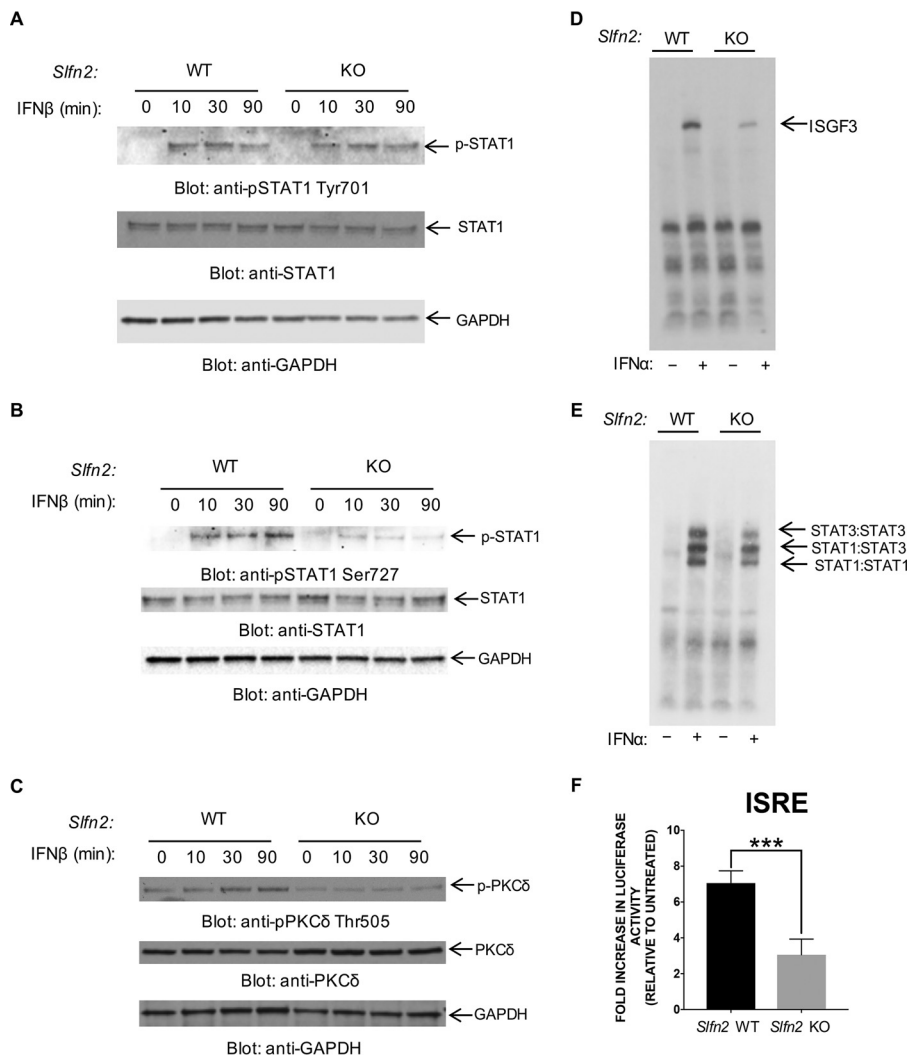 A
Slfn2: WT KO
IFNβ (min): 0 10 30 90 0 10 30 90
p-STAT1
Blot: anti-pSTAT1 Tyr701
STAT1
Blot: anti-STAT1
GAPDH
Blot: anti-GAPDH
B
Slfn2: WT KO
IFNβ (min): 0 10 30 90 0 10 30 90
p-STAT1
Blot: anti-pSTAT1 Ser727
STAT1
Blot: anti-STAT1
GAPDH
Blot: anti-GAPDH
C
Slfn2: WT KO
IFNβ (min): 0 10 30 90 0 10 30 90
p-PKCδ
Blot: anti-pPKCδ Thr505
PKCδ
Blot: anti-PKCδ
GAPDH
Blot: anti-GAPDH
D
Slfn2: WT KO
ISGF3
IFNα: – + – +
E
Slfn2: WT KO
STAT3:STAT3
STAT1:STAT3
STAT1:STAT1
IFNα: – + – +
F
ISRE
FOLD INCREASE IN LUCIFERASE
ACTIVITY
(RELATIVE TO UNTREATED)
10
8
6
4
2
0
***
Slfn2 WT Slfn2 KO